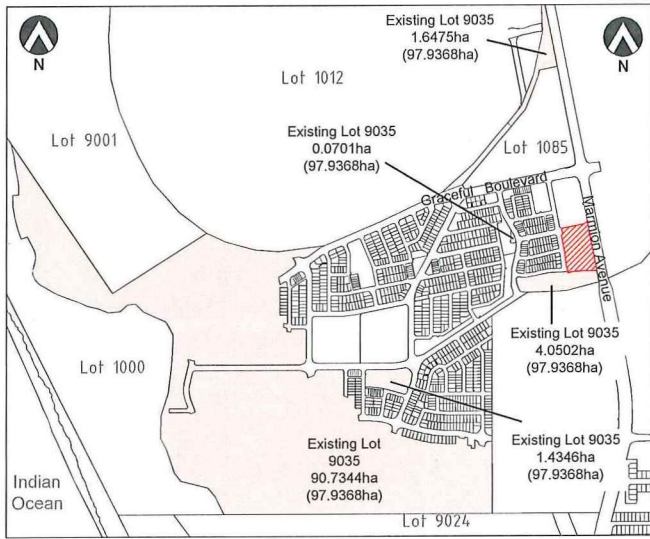 N
N
Existing Lot 9035
1.6475ha
(97.9368ha)
Lot 1012
Existing Lot 9035
0.0701ha
(97.9368ha)
Lot 9001
Lot 1085
Graceful Boulevard
Marmion Avenue
Existing Lot 9035
4.0502ha
(97.9368ha)
Lot 1000
Existing Lot 9035
1.4346ha
(97.9368ha)
Existing Lot
9035
90.7344ha
(97.9368ha)
Indian
Ocean
Lot 9024